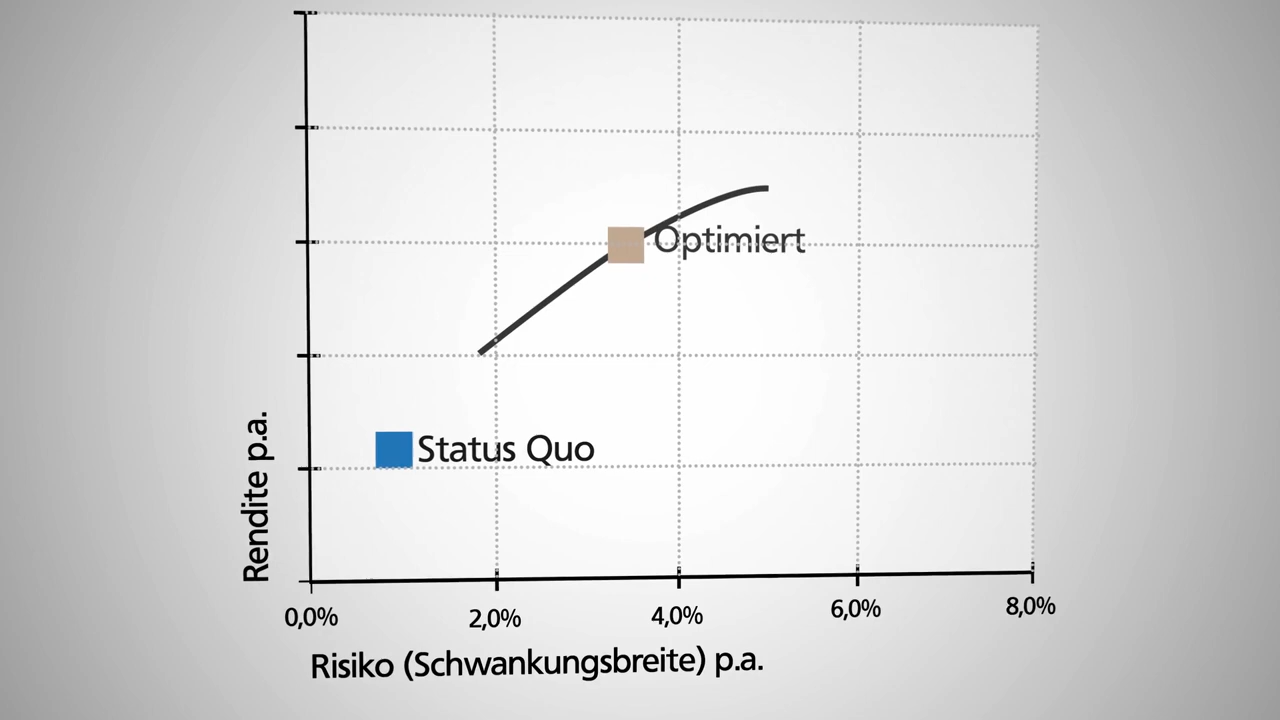 Optimiert
Status Quo
Rendite p.a.
0,0% 2,0% 4,0% 6,0% 8,0%
Risiko (Schwankungsbreite) p.a.